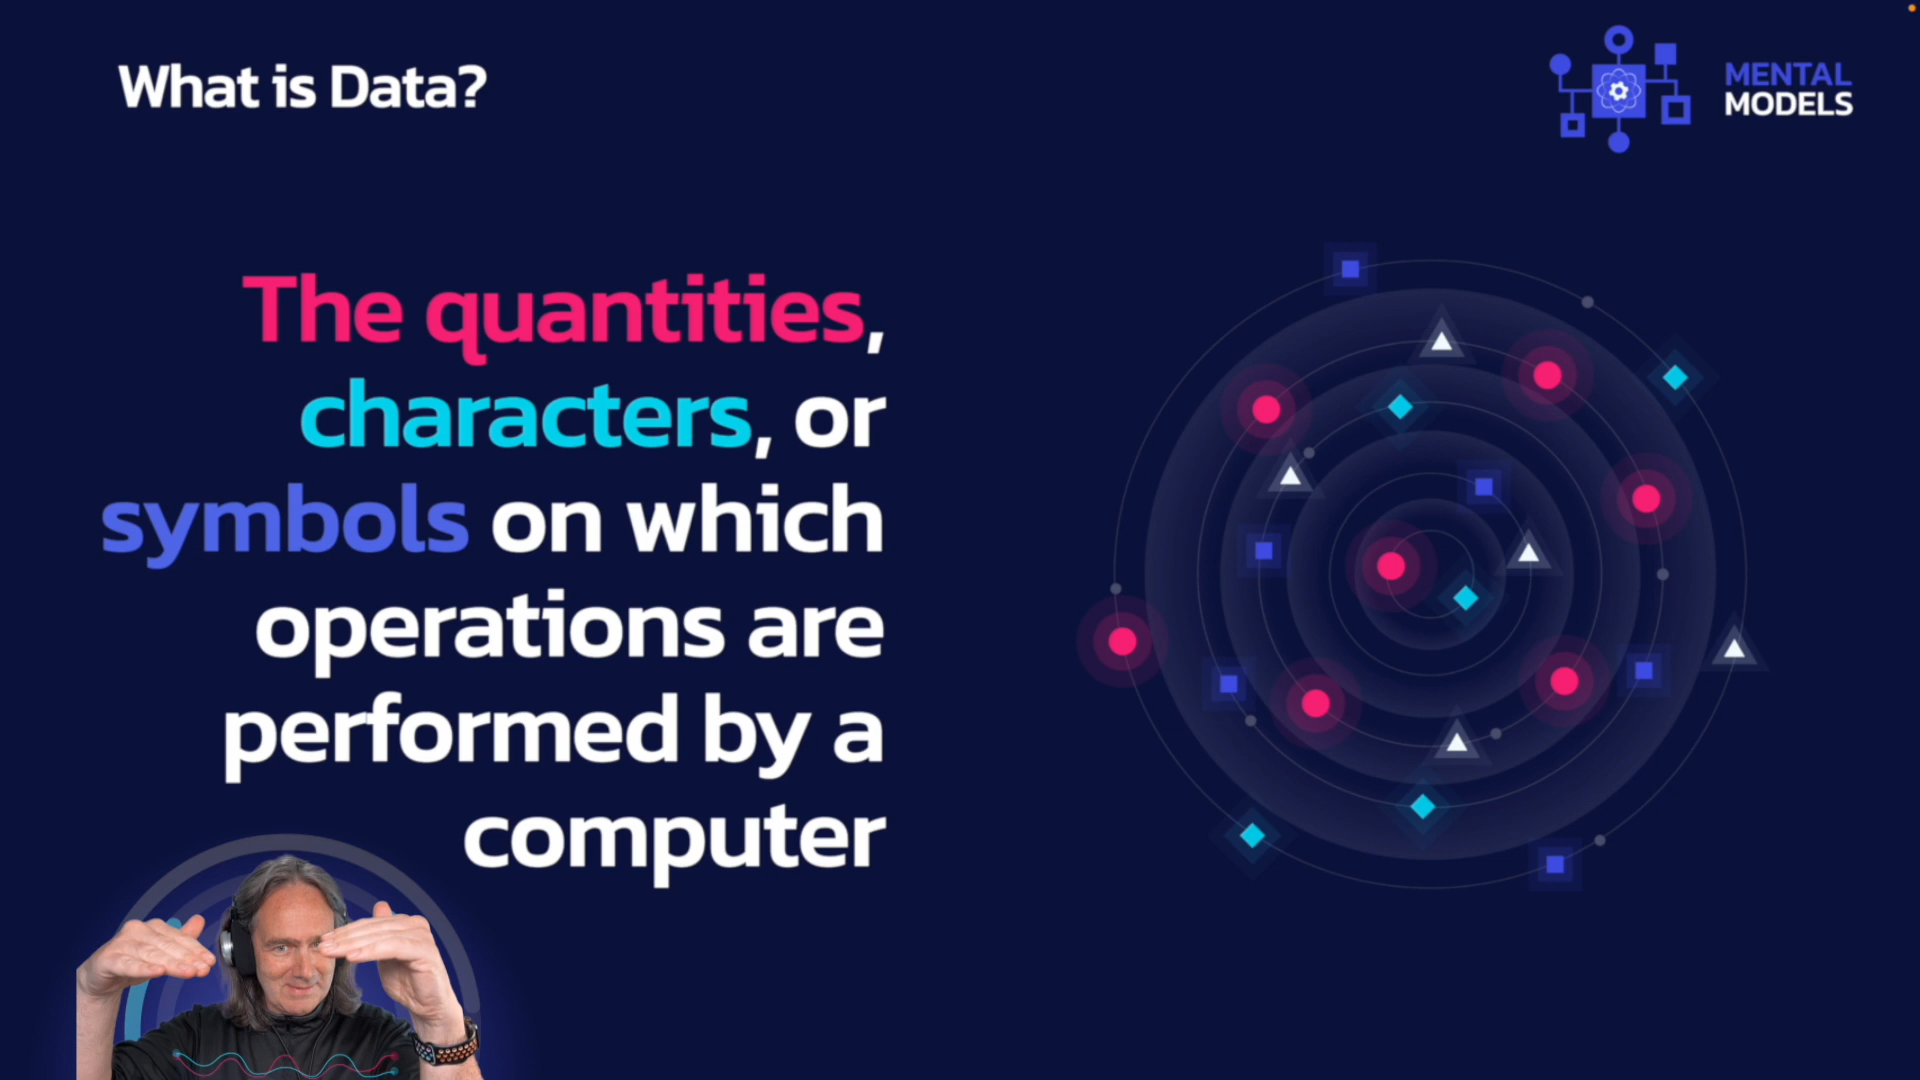 What is Data?
MENTAL
MODELS
The quantities,
characters, or
symbols on which
operations are
performed by a
computer